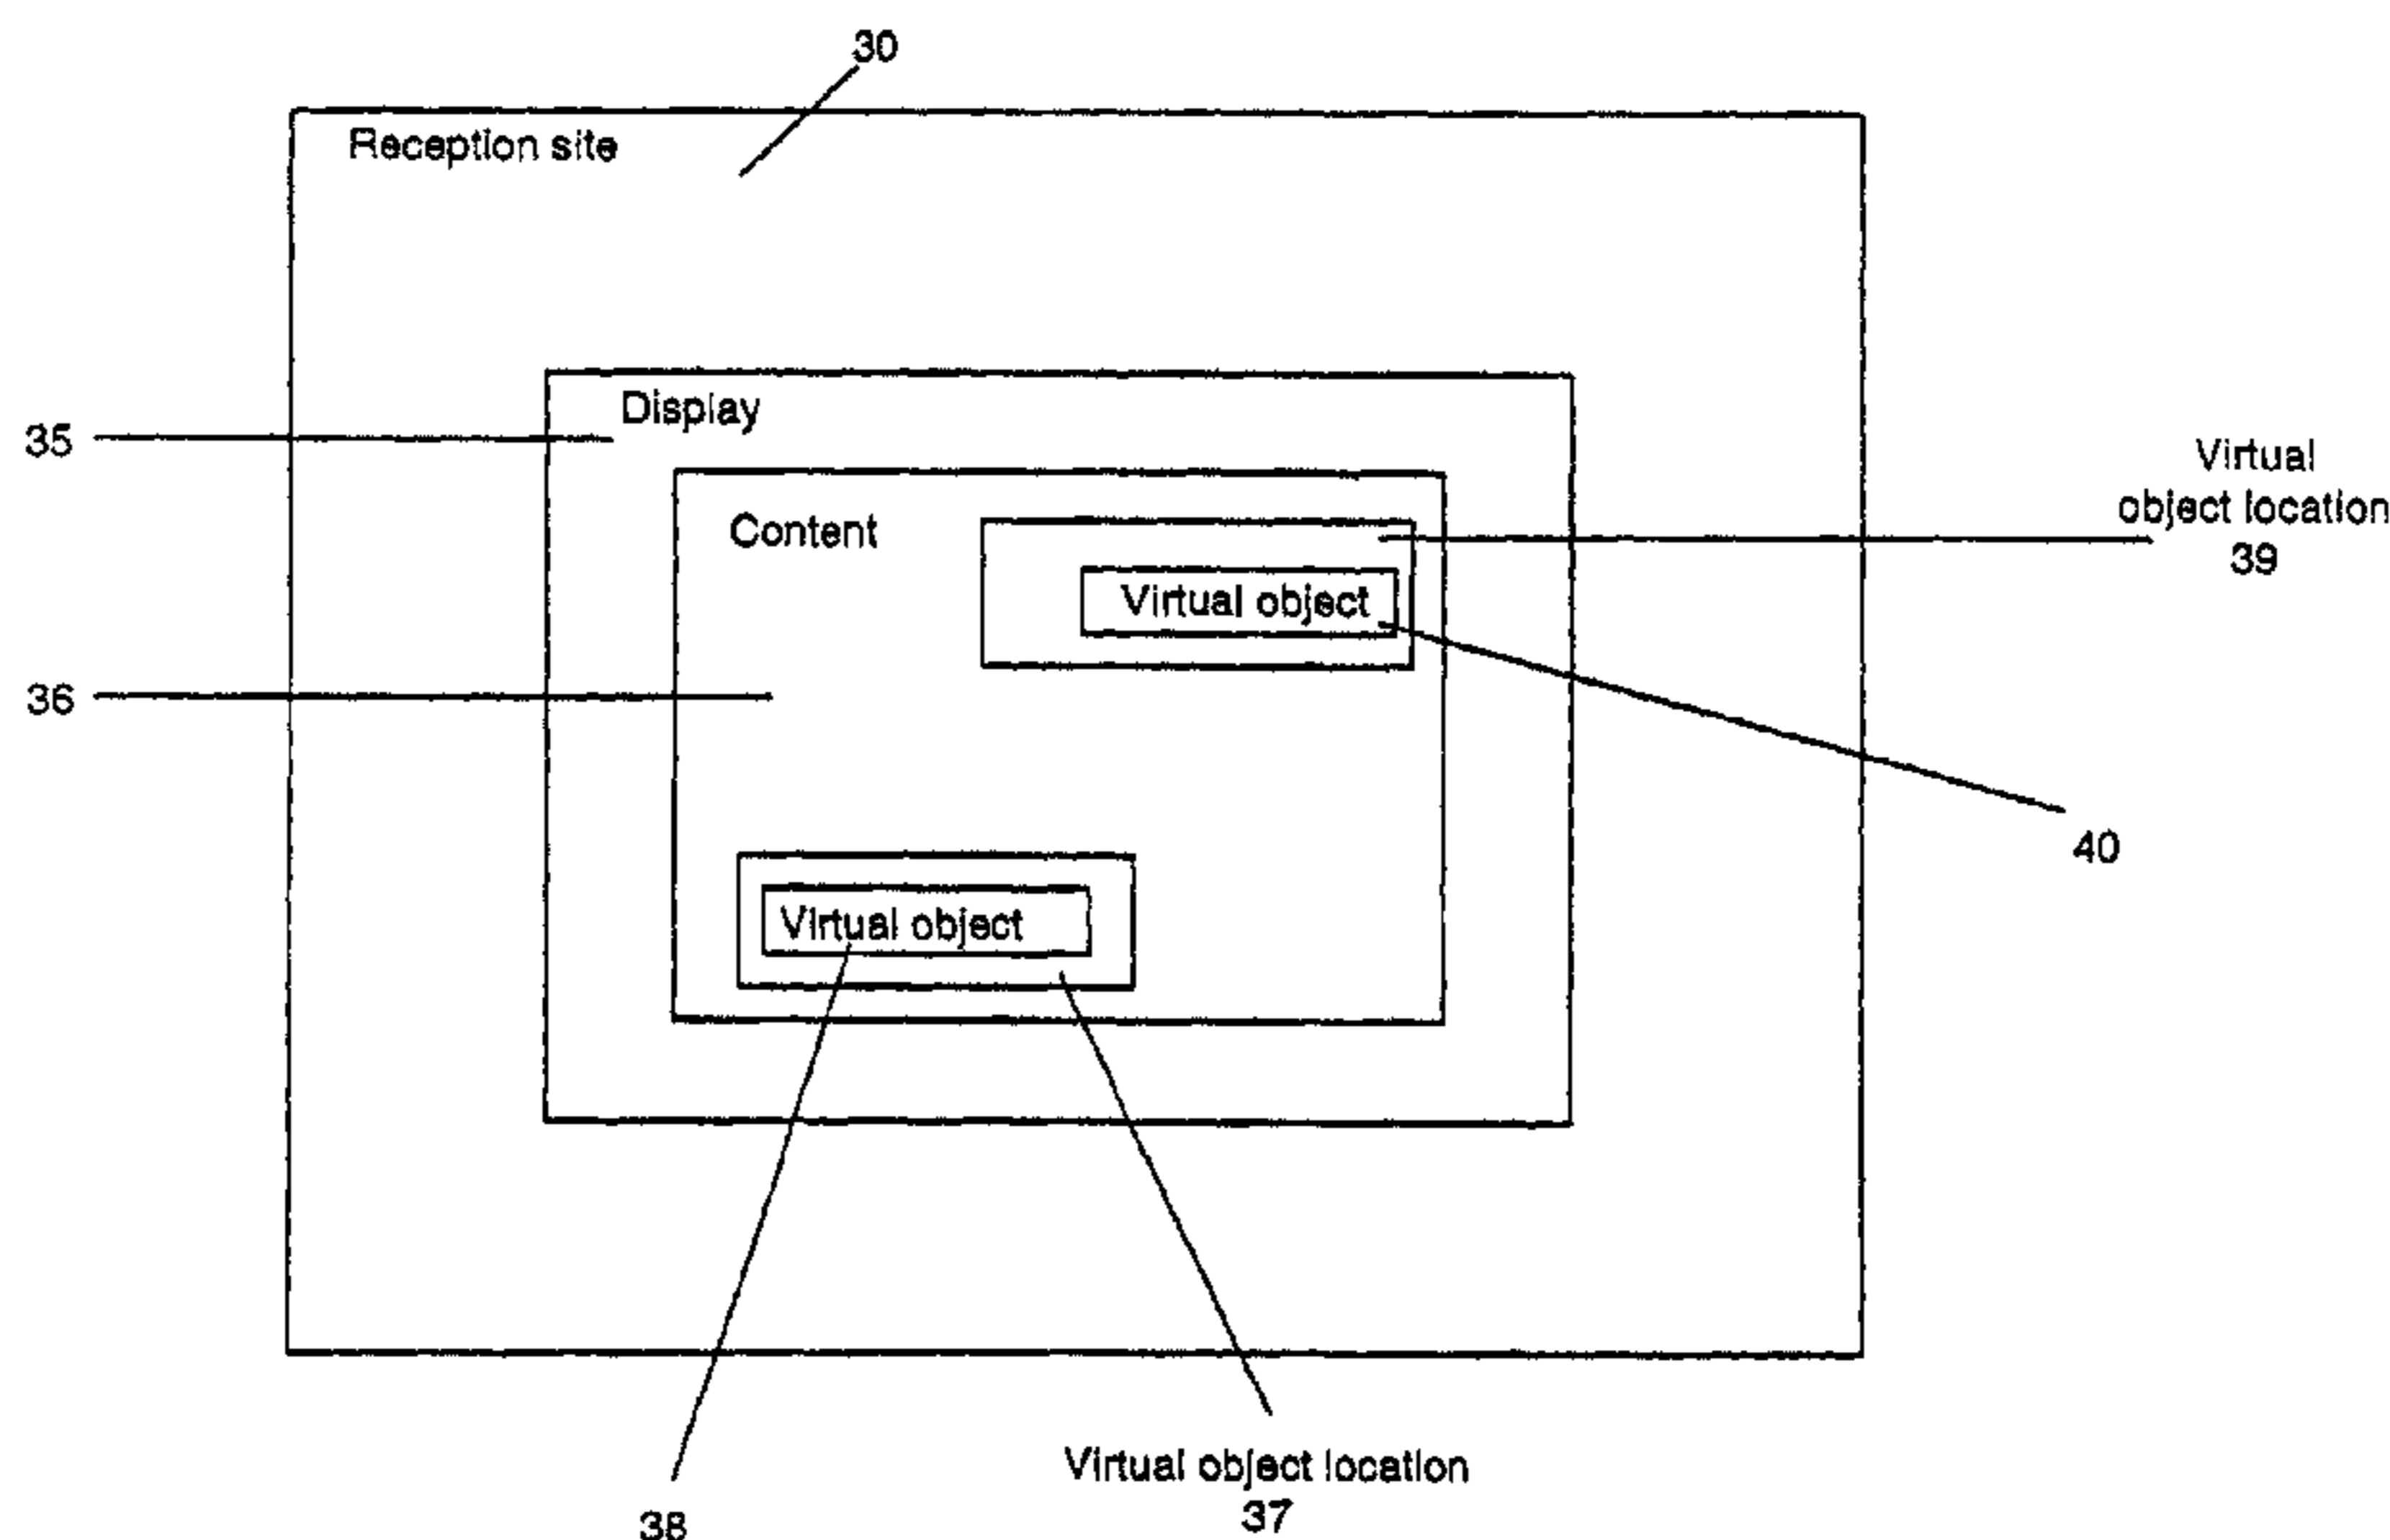 30
Reception site
Display
35
Virtual
object location
39
Content
Virtual object
36
40
Virtual object
Virtual object location
37
38